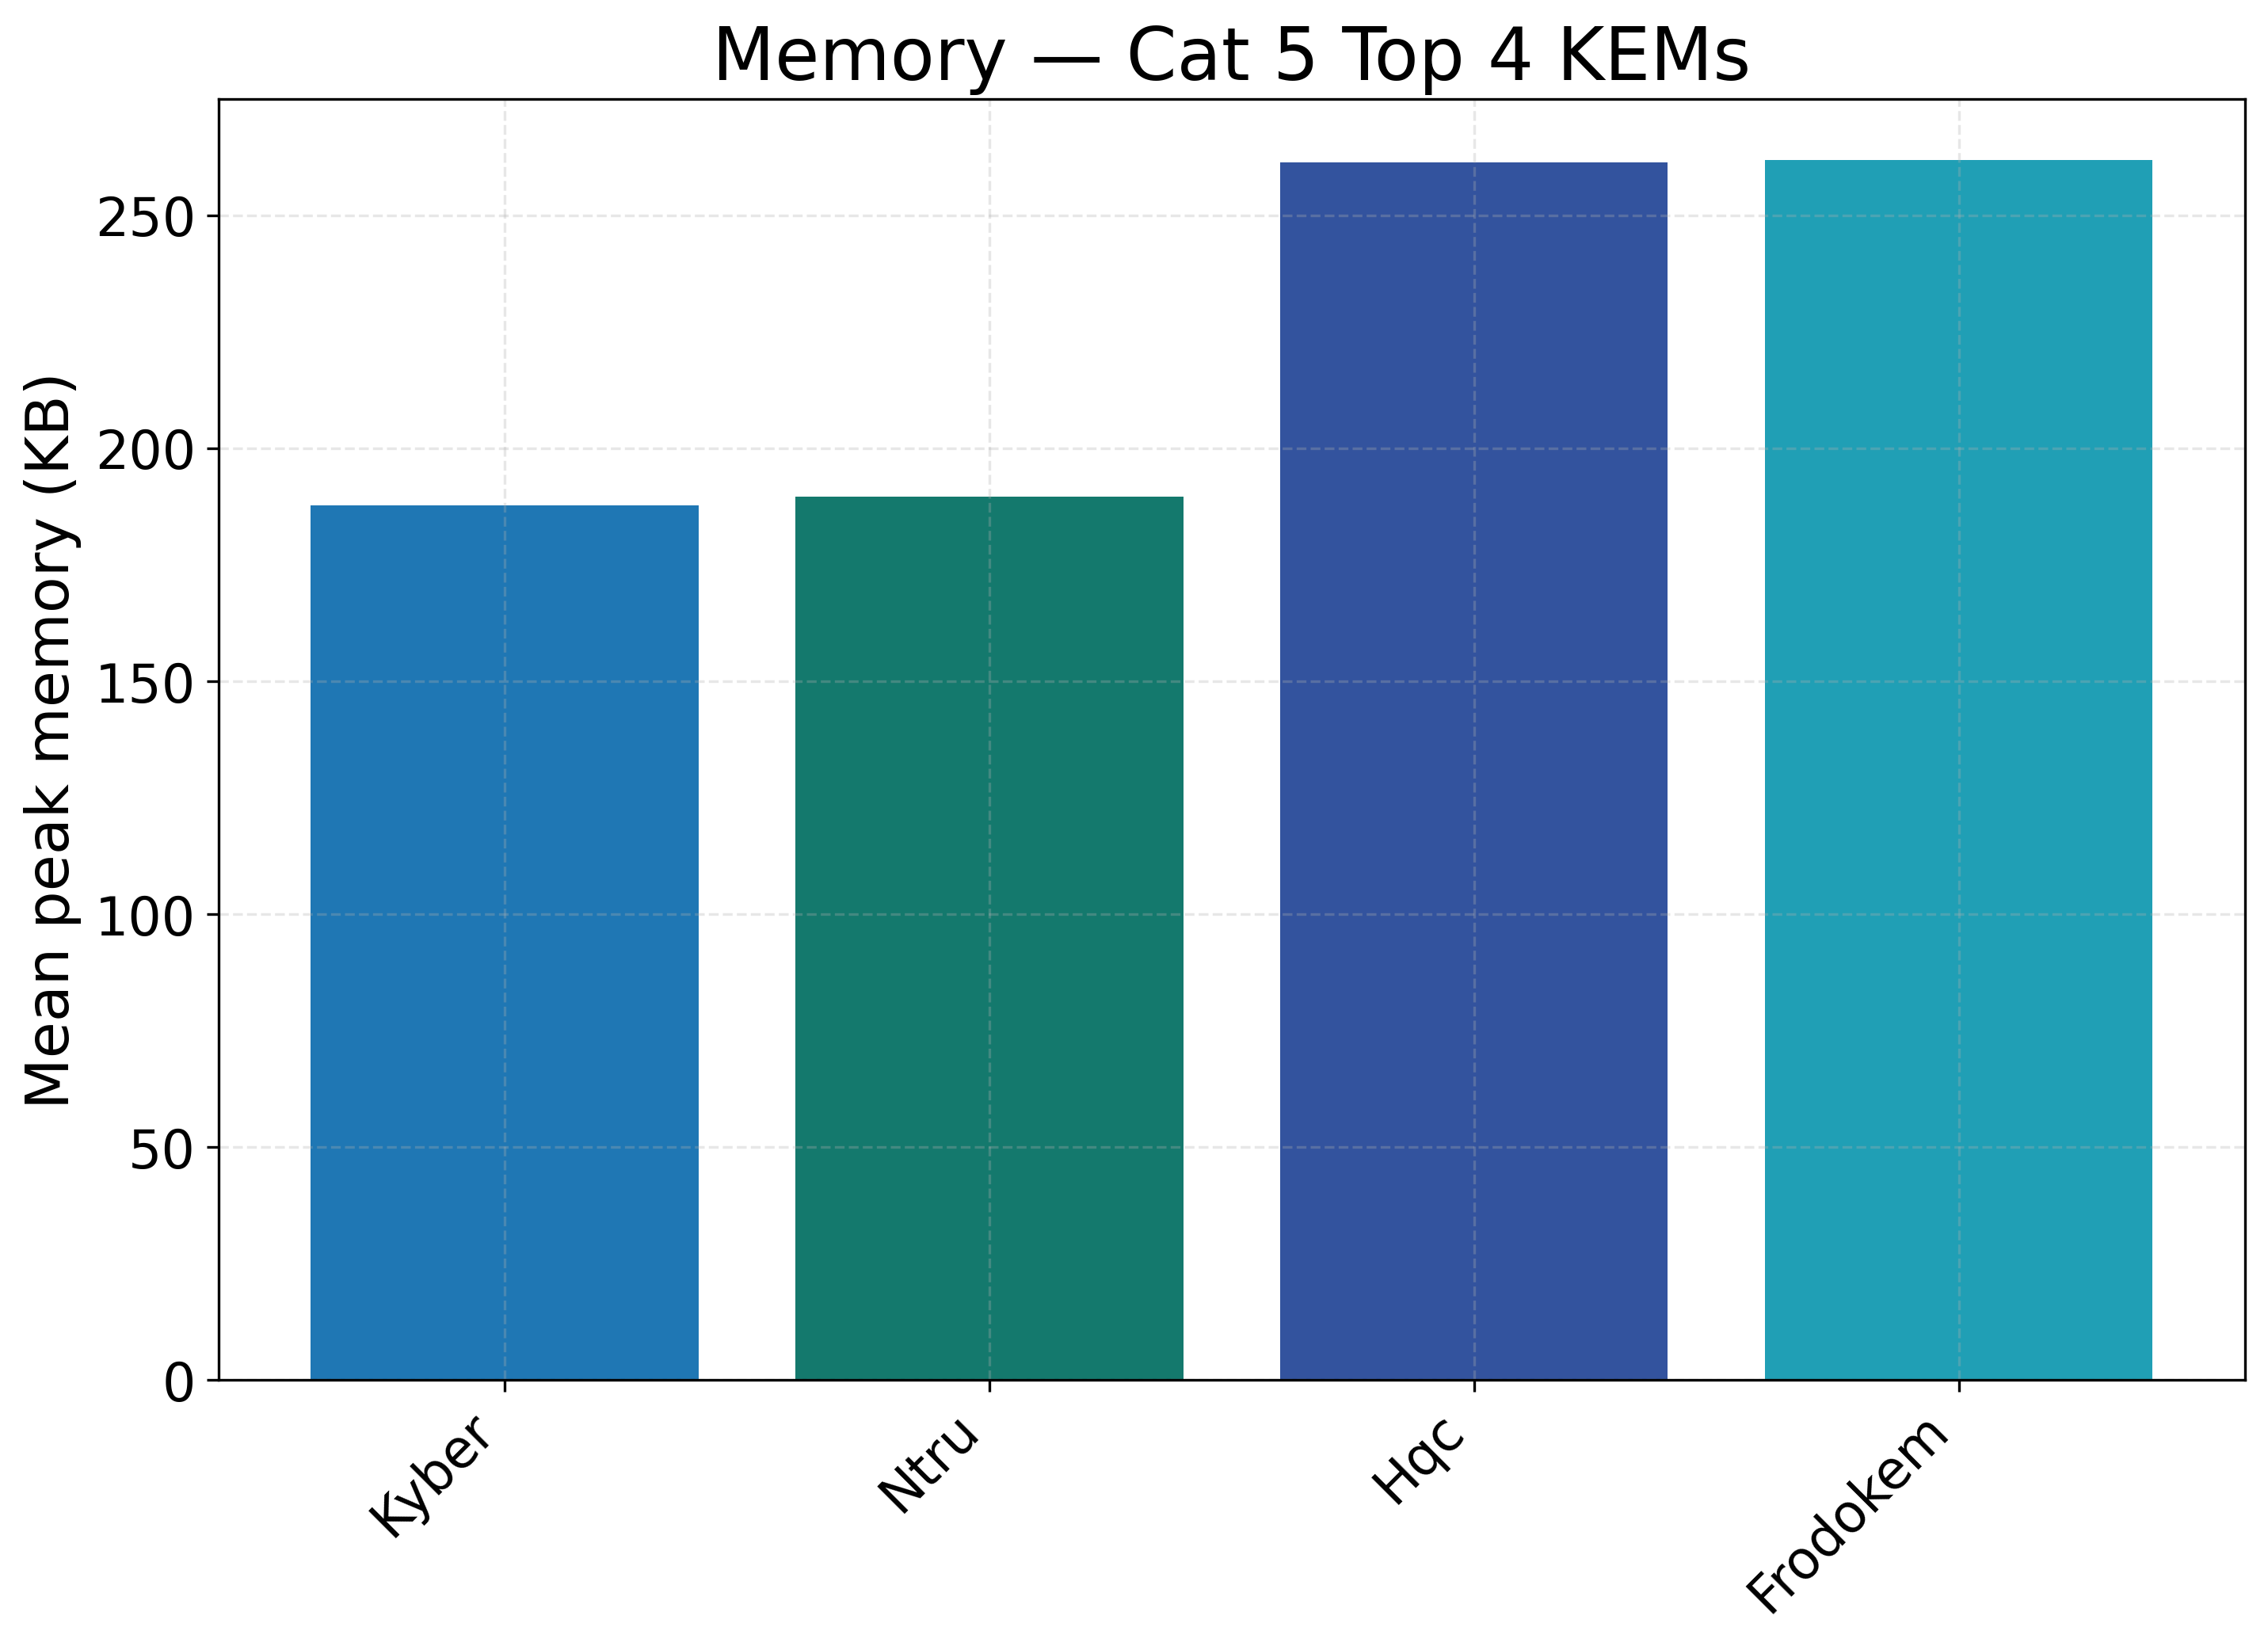 Memory — Cat 5 Top 4 KEMs
Mean peak memory (KB)
250
200
150
100
50
0
Kyber
Ntru
Hqc
Frodokem